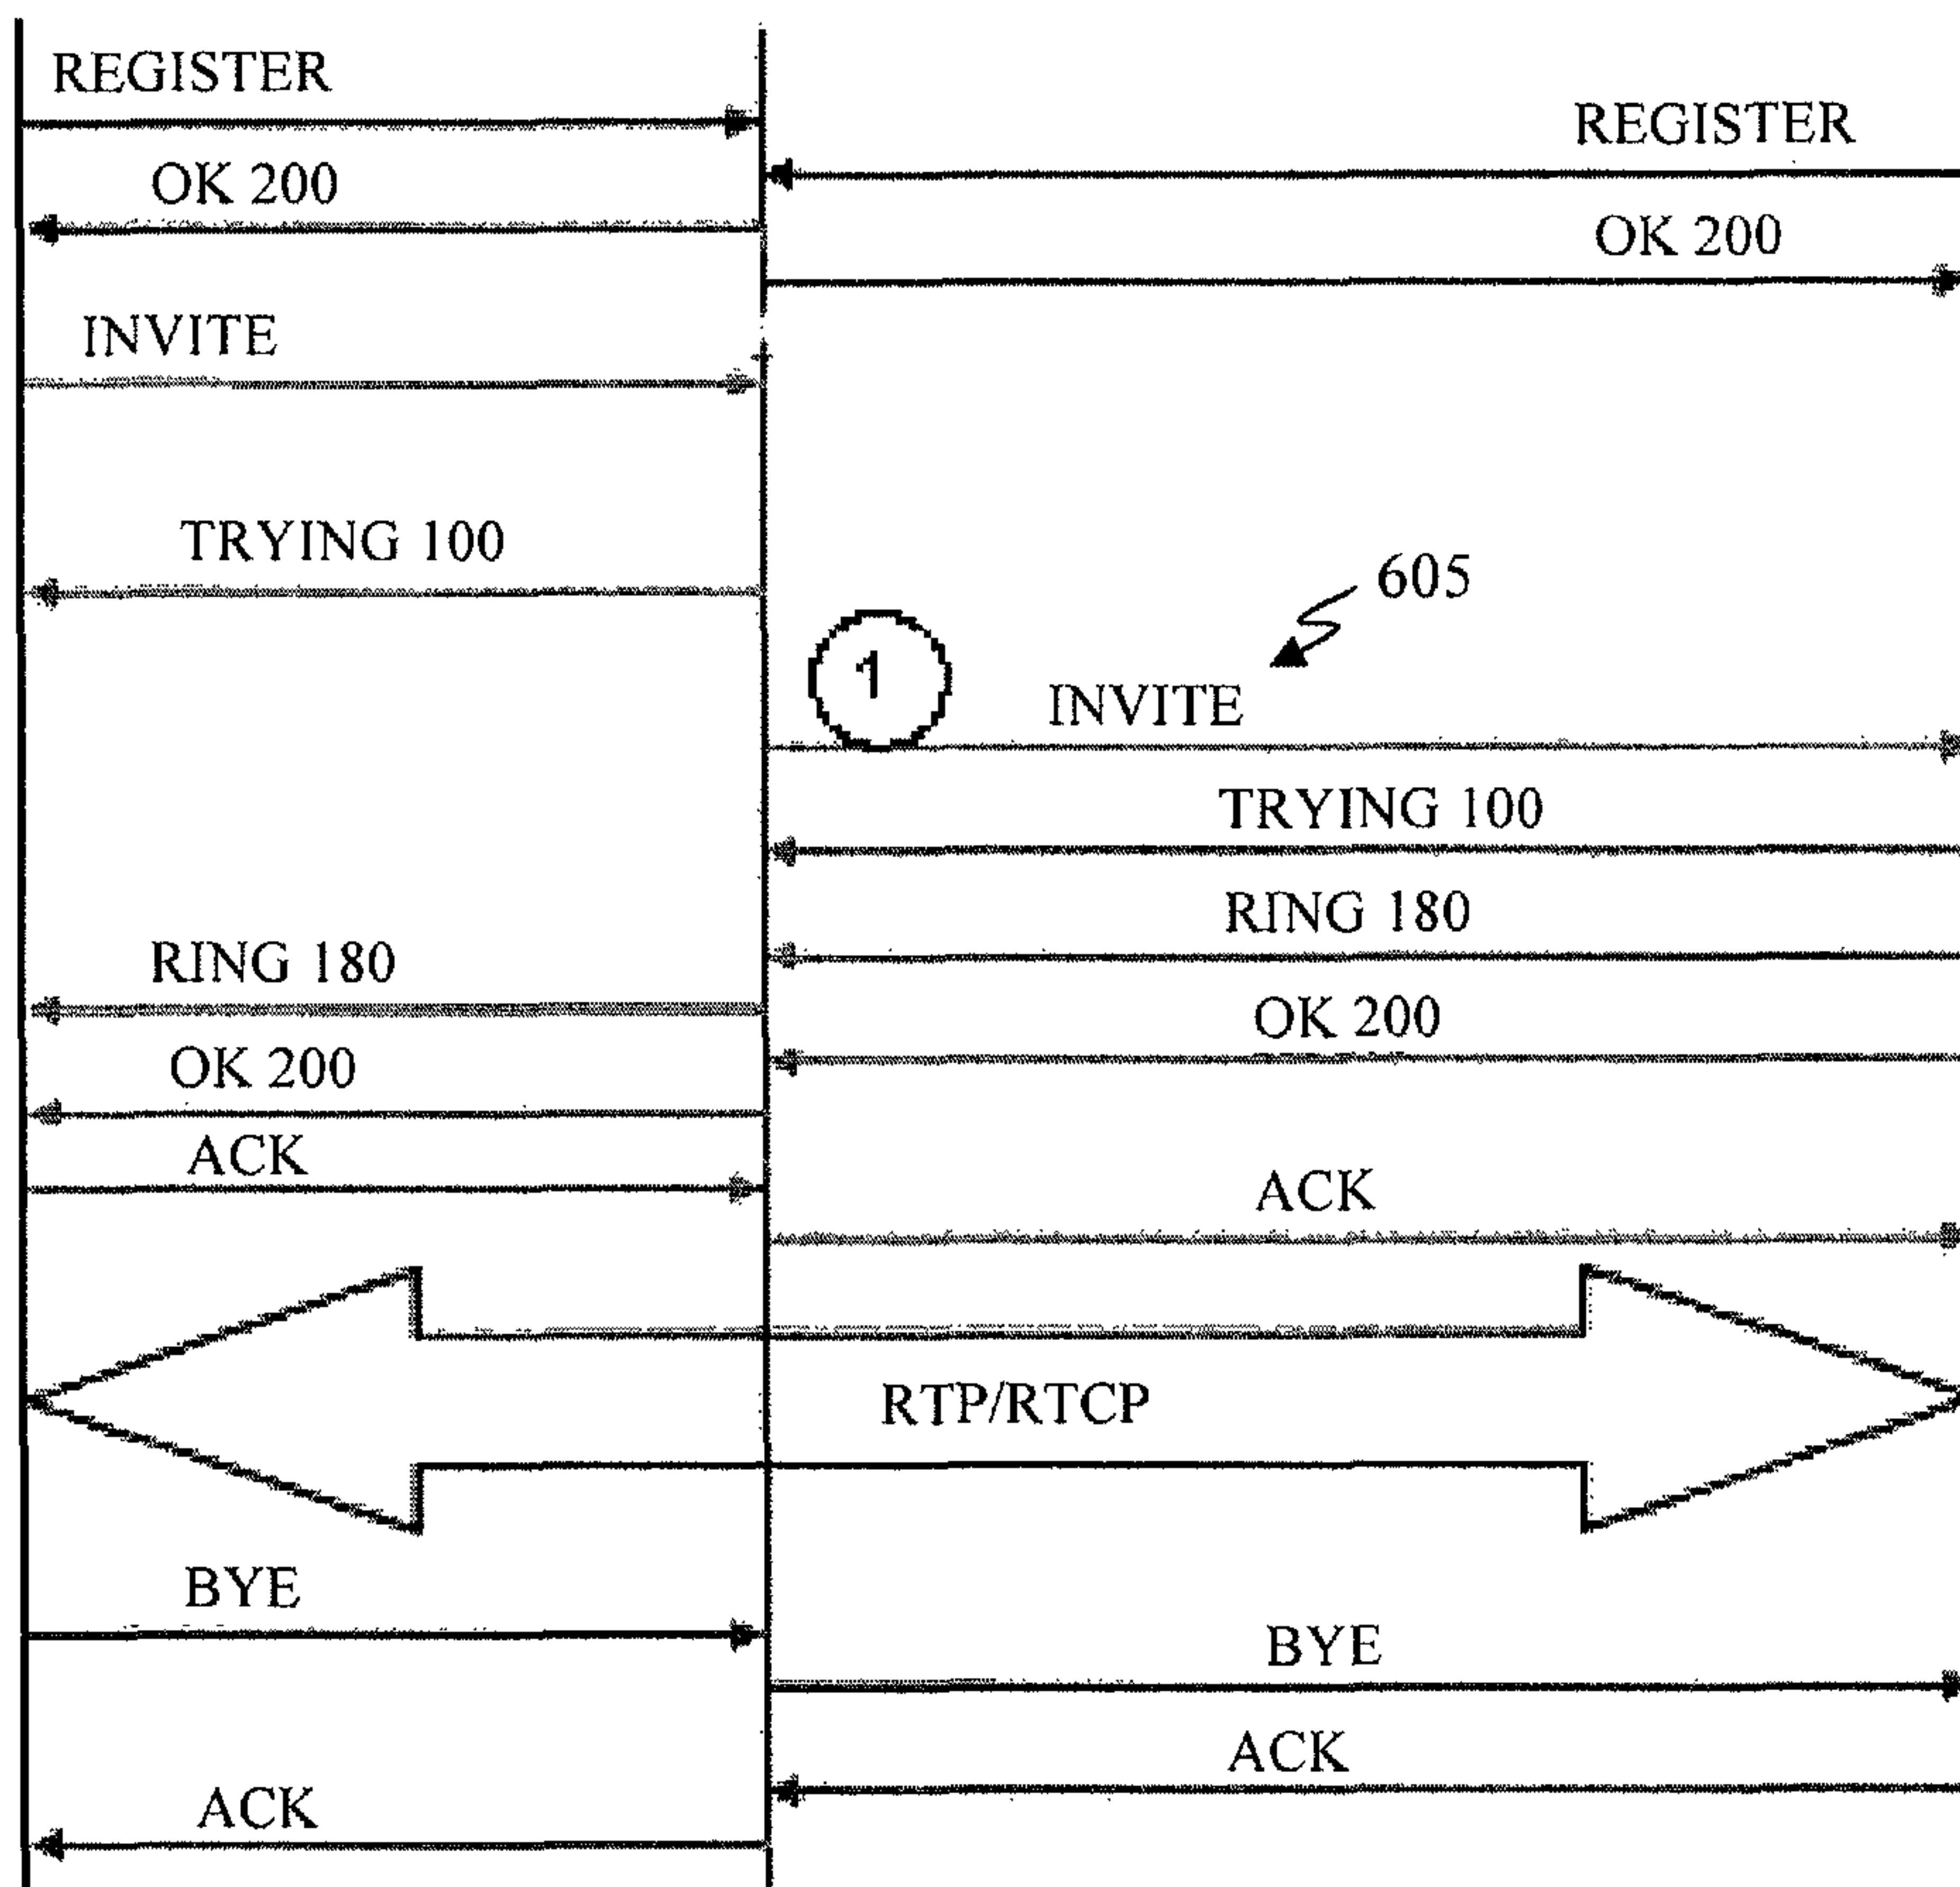 REGISTER
REGISTER
OK 200
OK 200
INVITE
TRYING 100
605
1
INVITE
TRYING 100
RING 180
RING 180
OK 200
OK 200
ACK
ACK
RTP/RTCP
BYE
BYE
ACK
ACK